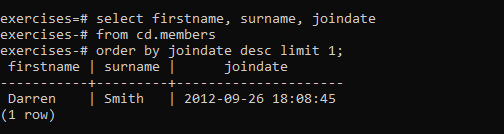 exercises=# select firstname, surname, joindate
exercises-# from cd.members
exercises-# order by joindate desc limit 1;
 firstname | surname |      joindate
-----------+---------+---------------------
 Darren    | Smith   | 2012-09-26 18:08:45
(1 row)